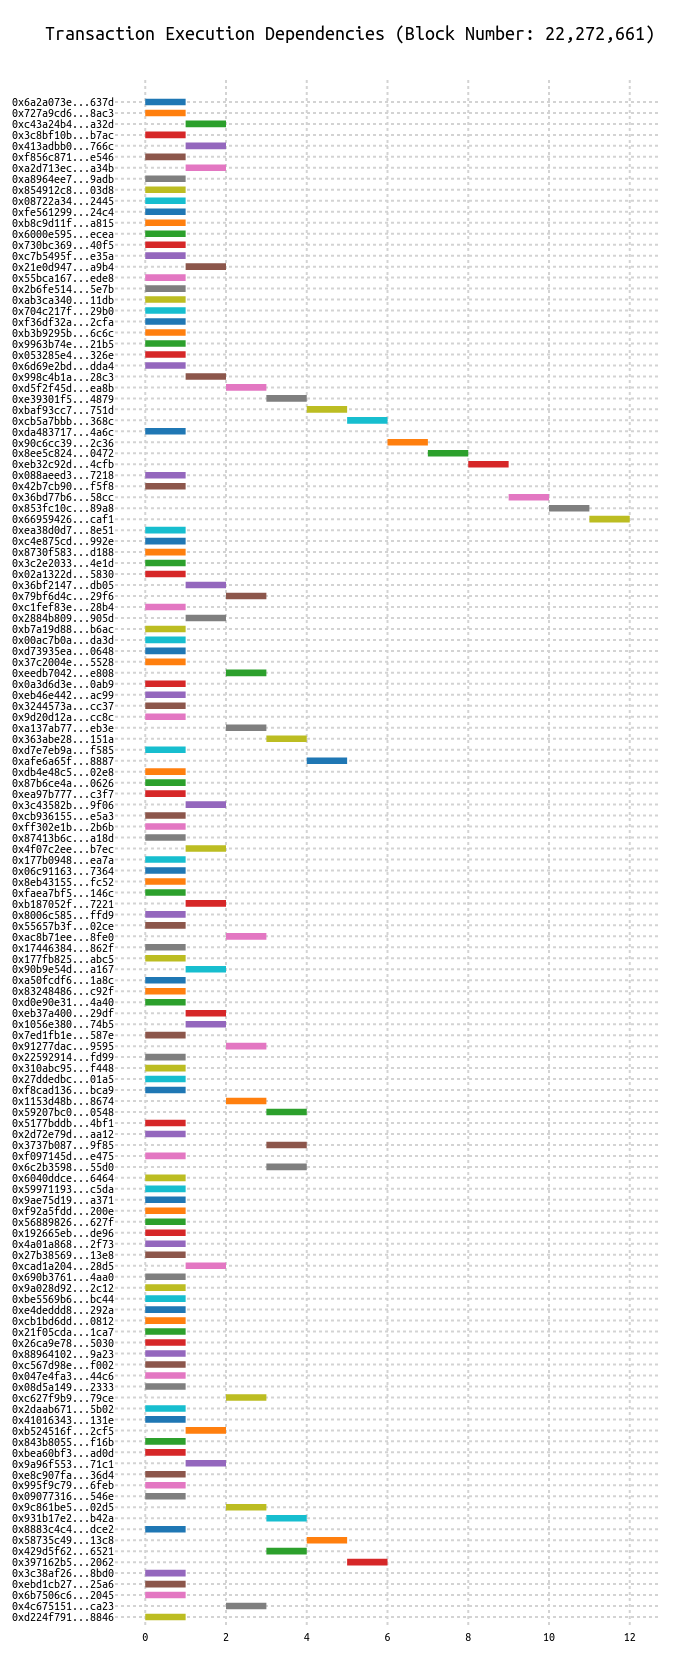 Transaction Execution Dependencies (Block Number: 22,272,661)
0x6a2a073e...637d
0x727a9cd6...8ac3
0xc43a24b4...a32d
0x3c8bf10b...b7ac
0x413adbb0...766c
0xf856c871...e546
0xa2d713ec...a34b
0xa8964ee7...9adb
0x854912c8...03d8
0x08722a34...2445
0xfe561299...24c4
0xb8c9d11f...a815
0x6000e595...ecea
0x730bc369...40f5
0xc7b5495f...e35a
0x21e0d947...a9b4
0x55bca167...ede8
0x2b6fe514...5e7b
0xab3ca340...11db
0x704c217f...29b0
0xf36df32a...2cfa
0xb3b9295b...6c6c
0x9963b74e...21b5
0x053285e4...326e
0x6d69e2bd...dda4
0x998c4b1a...28c3
0xd5f2f45d...ea8b
0xe39301f5...4879
0xbaf93cc7...751d
0xcb5a7bbb...368c
0xda483717...4a6c
0x90c6cc39...2c36
0x8ee5c824...0472
0xeb32c92d...4cfb
0x088aeed3...7218
0x42b7cb90...f5f8
0x36bd77b6...58cc
0x853fc10c...89a8
0x66959426...caf1
0xea38d0d7...8e51
0xc4e875cd...992e
0x8730f583...d188
0x3c2e2033...4e1d
0x02a1322d...5830
0x36bf2147...db05
0x79bf6d4c...29f6
0xc1fef83e...28b4
0x2884b809...905d
0xb7a19d88...b6ac
0x00ac7b0a...da3d
0xd73935ea...0648
0x37c2004e...5528
0xeedb7042...e808
0x0a3d6d3e...0ab9
0xeb46e442...ac99
0x3244573a...cc37
0x9d20d12a...cc8c
0xa137ab77...eb3e
0x363abe28...151a
0xd7e7eb9a...f585
0xafe6a65f...8887
0xdb4e48c5...02e8
0x87b6ce4a...0626
0xea97b777...c3f7
0x3c43582b...9f06
0xcb936155...e5a3
0xff302e1b...2b6b
0x87413b6c...a18d
0x4f07c2ee...b7ec
0x177b0948...ea7a
0x06c91163...7364
0x8eb43155...fc52
0xfaea7bf5...146c
0xb187052f...7221
0x8006c585...ffd9
0x55657b3f...02ce
0xac8b71ee...8fe0
0x17446384...862f
0x177fb825...abc5
0x90b9e54d...a167
0xa50fcdf6...1a8c
0x83248486...c92f
0xd0e90e31...4a40
0xeb37a400...29df
0x1056e380...74b5
0x7ed1fb1e...587e
0x91277dac...9595
0x22592914...fd99
0x310abc95...f448
0x27ddedbc...01a5
0xf8cad136...bca9
0x1153d48b...8674
0x59207bc0...0548
0x5177bddb...4bf1
0x2d72e79d...aa12
0x3737b087...9f85
0xf097145d...e475
0x6c2b3598...55d0
0x6040ddce...6464
0x59971193...c5da
0x9ae75d19...a371
0xf92a5fdd...200e
0x56889826...627f
0x192665eb...de96
0x4a01a868...2f73
0x27b38569...13e8
0xcad1a204...28d5
0x690b3761...4aa0
0x9a028d92...2c12
0xbe5569b6...bc44
0xe4deddd8...292a
0xcb1bd6dd...0812
0x21f05cda...1ca7
0x26ca9e78...5030
0x88964102...9a23
0xc567d98e...f002
0x047e4fa3...44c6
0x08d5a149...2333
0xc627f9b9...79ce
0x2daab671...5b02
0x41016343...131e
0xb524516f...2cf5
0x843b8055...f16b
0xbea60bf3...ad0d
0x9a96f553...71c1
0xe8c907fa...36d4
0x995f9c79...6feb
0x09077316...546e
0x9c861be5...02d5
0x931b17e2...b42a
0x8883c4c4...dce2
0x58735c49...13c8
0x429d5f62...6521
0x397162b5...2062
0x3c38af26...8bd0
0xebd1cb27...25a6
0x6b7506c6...2045
0x4c675151...ca23
0xd224f791...8846
0 2 4 6 8 10 12